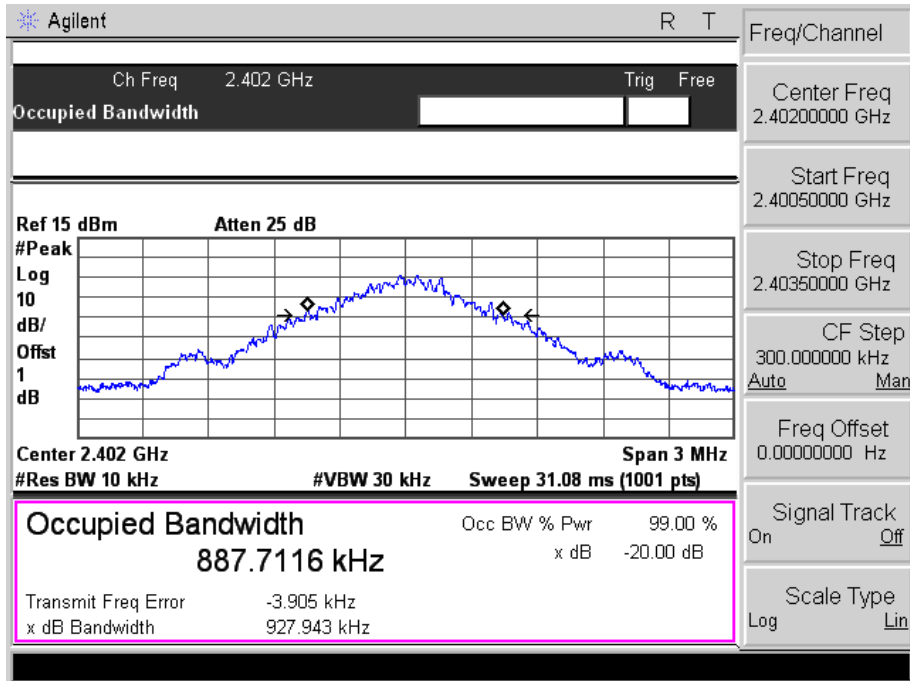 Agilent R T
Ch Freq 2.402 GHz Trig Free
Occupied Bandwidth
Ref 15 dBm Atten 25 dB
#Peak
Log
10
dB/
Offst
1
dB
Center 2.402 GHz Span 3 MHz
#Res BW 10 kHz #VBW 30 kHz Sweep 31.08 ms (1001 pts)
Occupied Bandwidth
887.7116 kHz
Occ BW % Pwr 99.00 %
x dB -20.00 dB
Transmit Freq Error -3.905 kHz
x dB Bandwidth 927.943 kHz
Freq/Channel
Center Freq
2.40200000 GHz
Start Freq
2.40050000 GHz
Stop Freq
2.40350000 GHz
CF Step
300.000000 kHz
Auto Man
Freq Offset
0.00000000 Hz
Signal Track
On Off
Scale Type
Log Lin